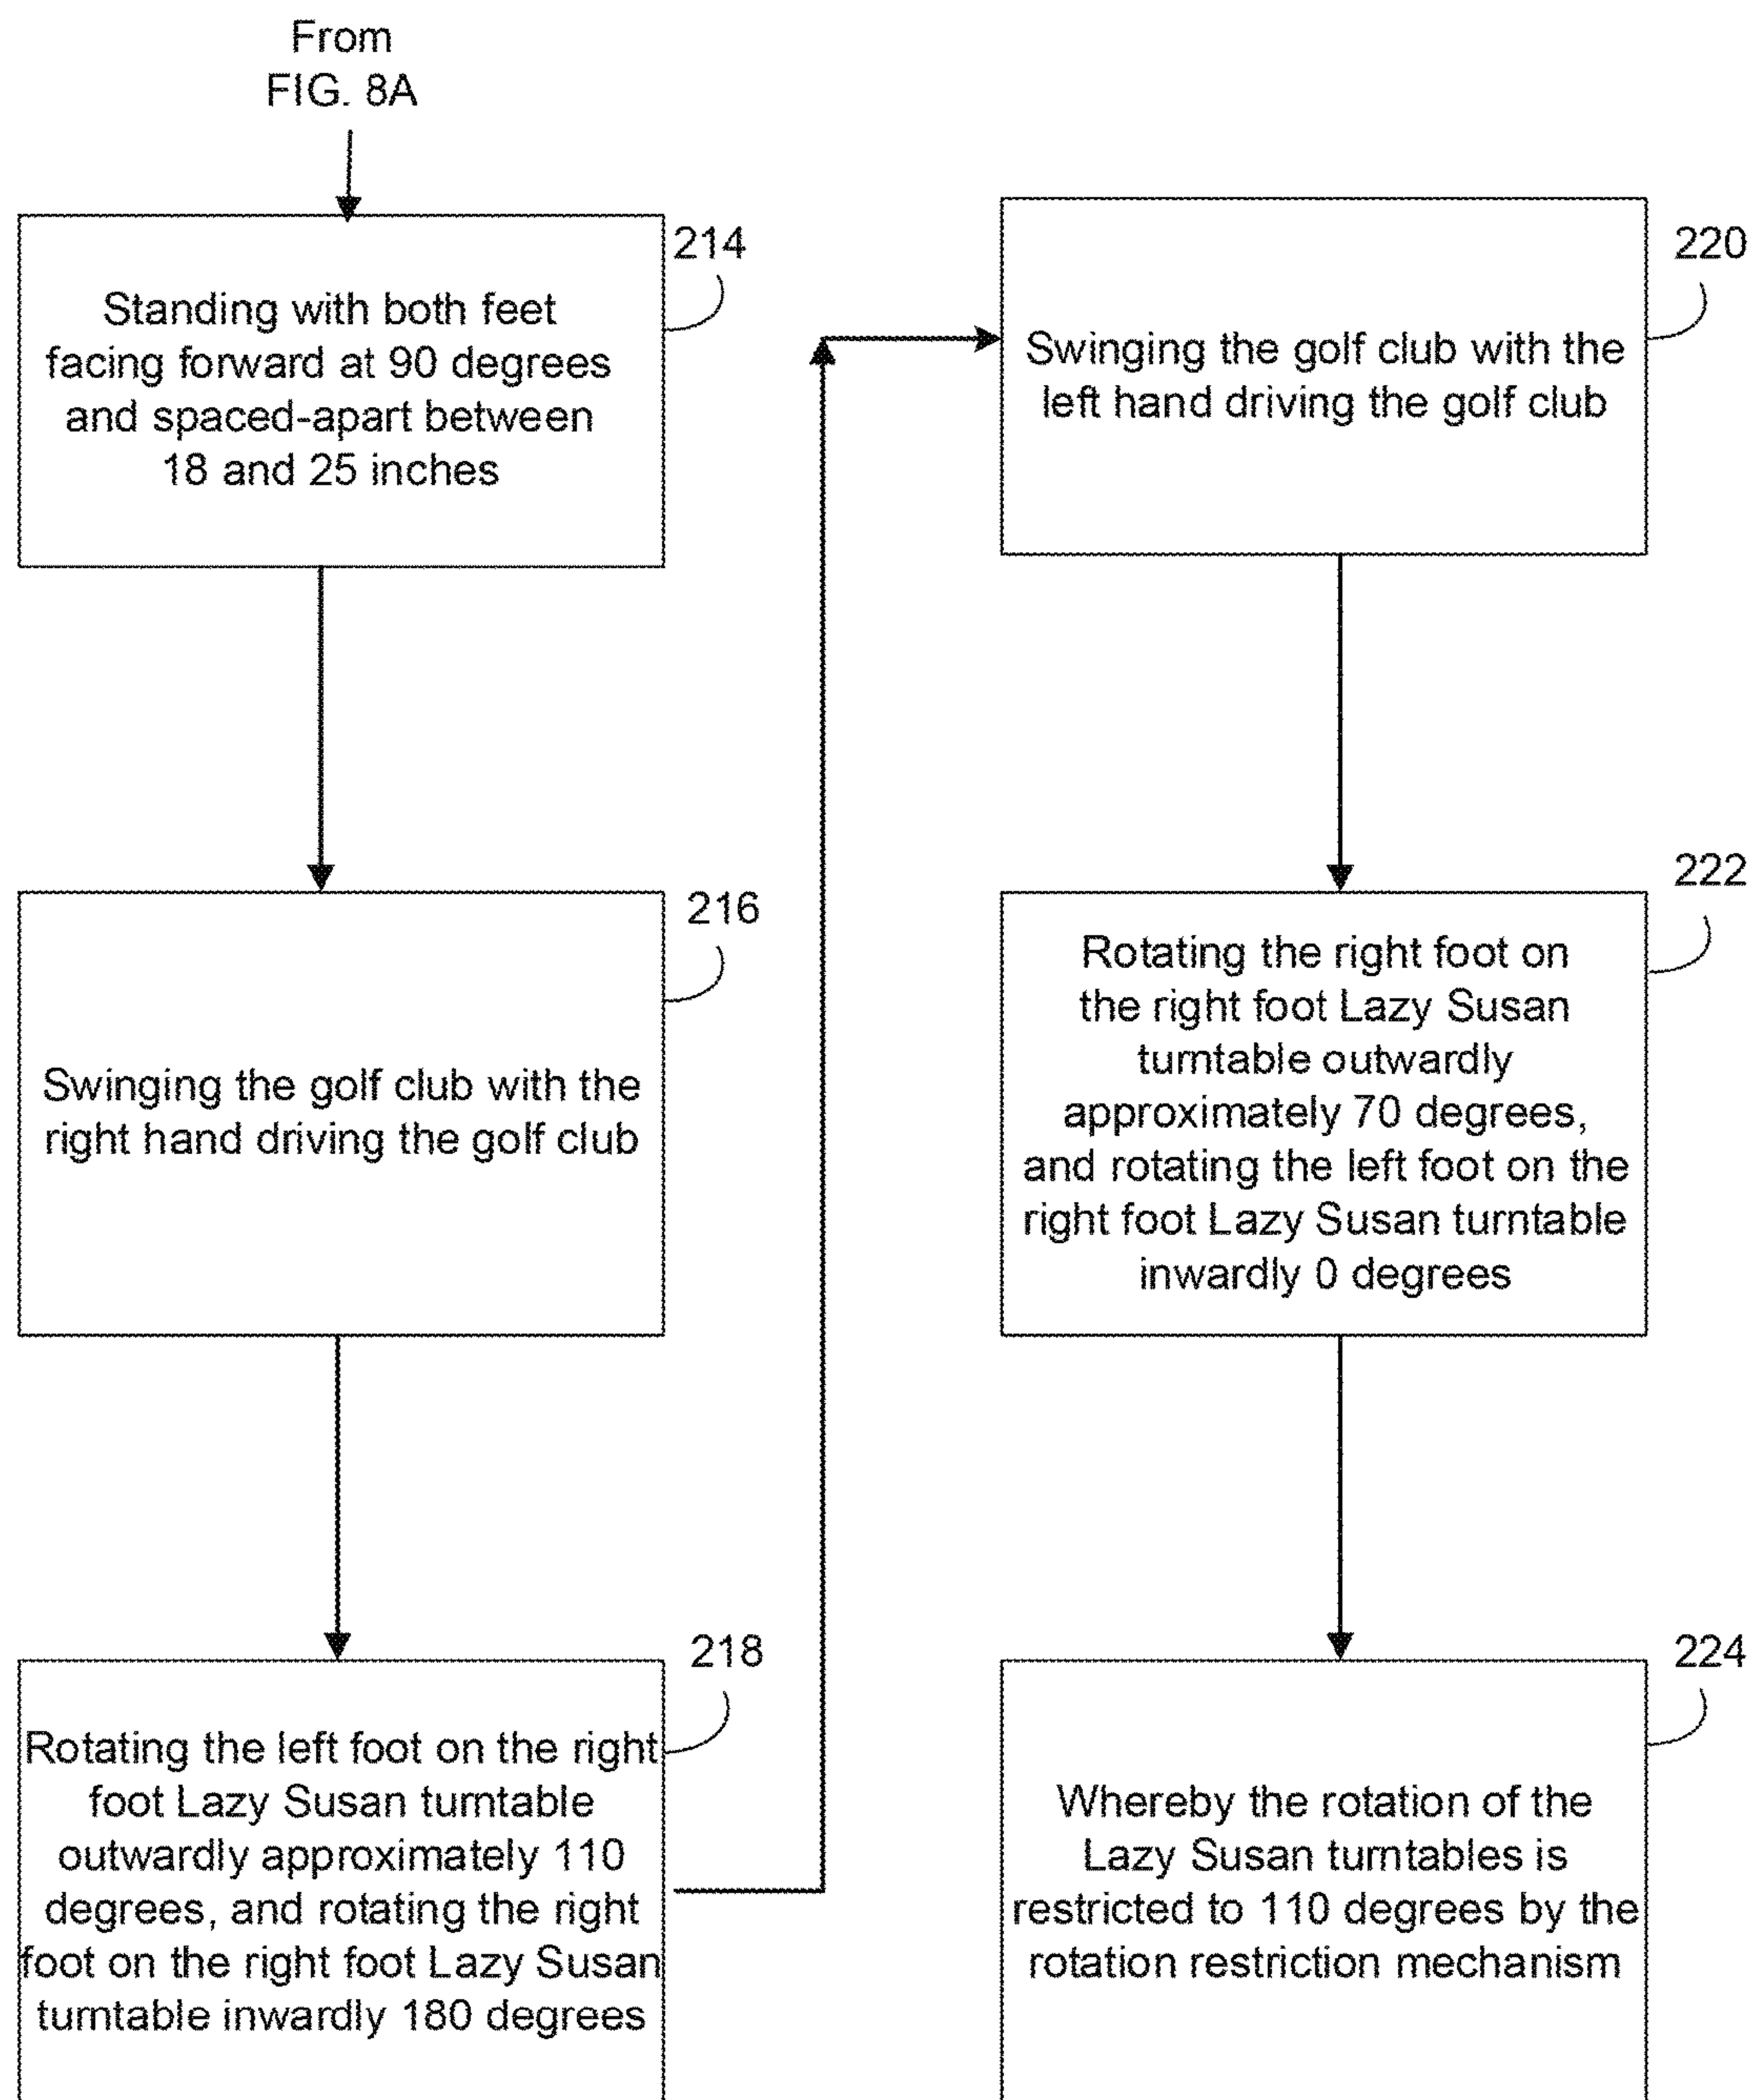 From
FIG. 8A
214
Standing with both feet
facing forward at 90 degrees
and spaced-apart between
18 and 25 inches
216
Swinging the golf club with the
right hand driving the golf club
218
Rotating the left foot on the right
foot Lazy Susan turntable
outwardly approximately 110
degrees, and rotating the right
foot on the right foot Lazy Susan
turntable inwardly 180 degrees
220
Swinging the golf club with the
left hand driving the golf club
222
Rotating the right foot on
the right foot Lazy Susan
turntable outwardly
approximately 70 degrees,
and rotating the left foot on the
right foot Lazy Susan turntable
inwardly 0 degrees
224
Whereby the rotation of the
Lazy Susan turntables is
restricted to 110 degrees by the
rotation restriction mechanism